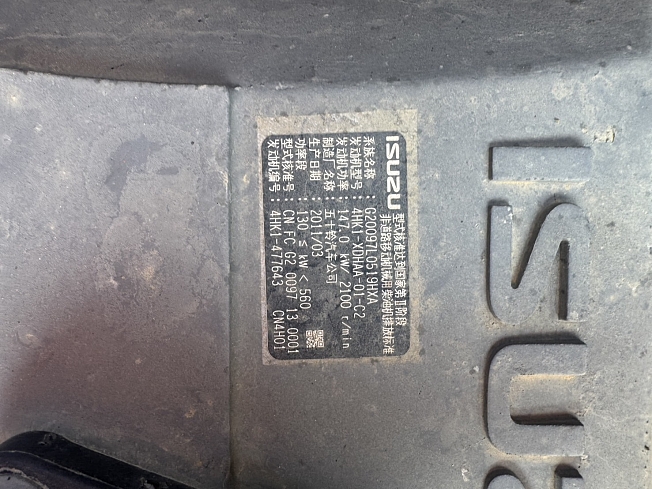 ISUZU
型式核准达到国家第Ⅱ阶段
非道路移动机械用柴油机排放标准
系族名称：G20097L0519HXA
发动机型号：4HK1-XDHAA-01-C2
发动机功率：147.0 kW/ 2100 r/min
制造厂名称：五十铃汽车公司
生产日期：2011/03
功率段：130 ≤ kW < 560
型式核准号：CN FC G2 0097 13 0001
发动机编号：4HK1-477643
CN4H01
ISU